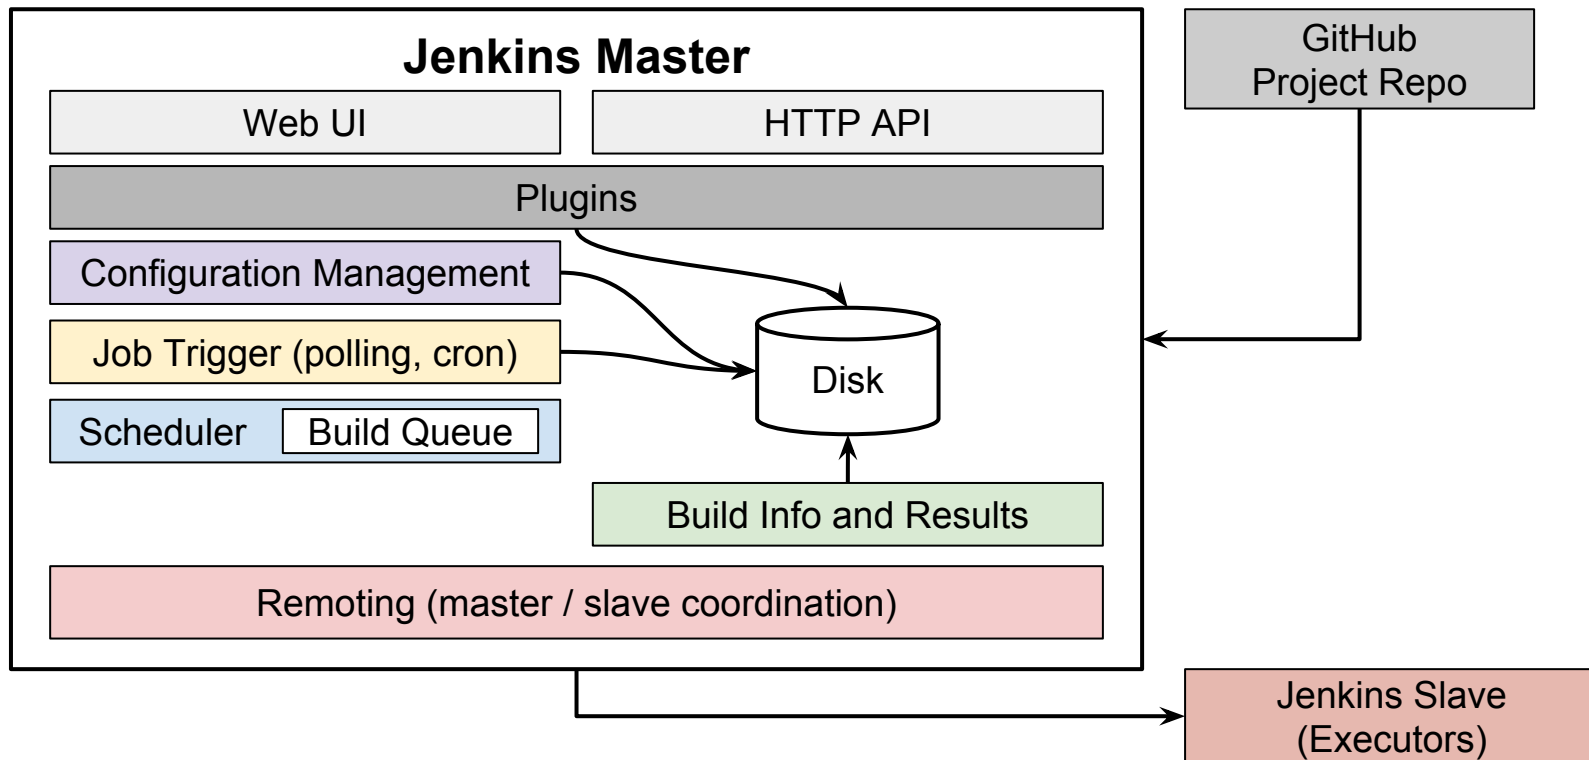 Jenkins Master
GitHub
Project Repo
Web UI
HTTP API
Plugins
Configuration Management
Job Trigger (polling, cron)
Disk
Scheduler
Build Queue
Build Info and Results
Remoting (master / slave coordination)
Jenkins Slave
(Executors)